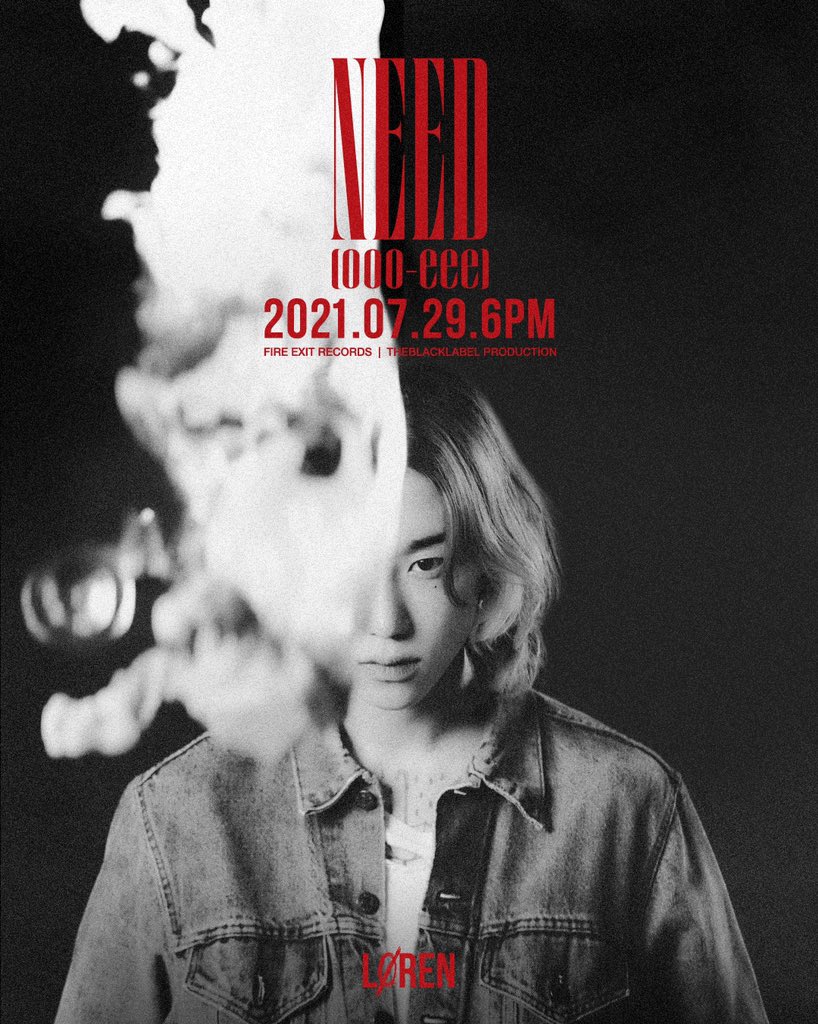 NEED
(ooo-eee)
2021.07.29.6PM
FIRE EXIT RECORDS | THEBLACKLABEL PRODUCTION
LØREN